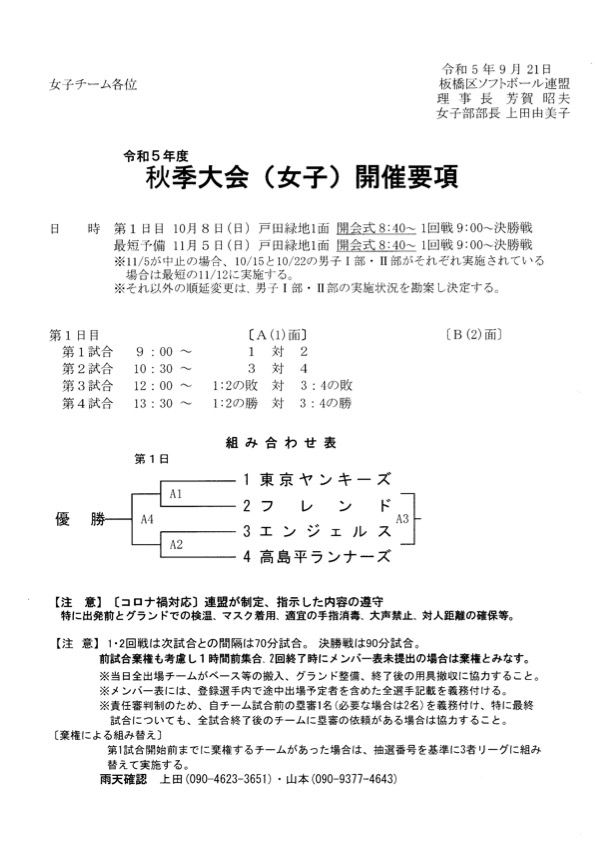 令和５年９月21日
女子チーム各位
板橋区ソフトボール連盟
理 事 長　芳賀　昭夫
女子部部長 上田由美子
令和５年度
秋季大会（女子）開催要項
日　　時　第１日目 10月８日(日) 戸田緑地1面 開会式8:40～ 1回戦9:00～決勝戦
最短予備 11月５日(日) 戸田緑地1面 開会式8:40～ 1回戦9:00～決勝戦
※11/5が中止の場合、10/15と10/22の男子Ⅰ部・Ⅱ部がそれぞれ実施されている
場合は最短の11/12に実施する。
※それ以外の順延変更は、男子Ⅰ部・Ⅱ部の実施状況を勘案し決定する。
第１日目　〔A(1)面〕　〔B(2)面〕
第１試合　９：00 ～　1　対　2
第２試合　10：30 ～　3　対　4
第３試合　12：00 ～　1:2の敗　対　3：4の敗
第４試合　13：30 ～　1:2の勝　対　3：4の勝
組 み 合 わ せ 表
第１日
1 東京ヤンキーズ
A1
2 フ レ ン ド
優 勝　A4　A3
3 エンジェルス
A2
4 高島平ランナーズ
【注　意】〔コロナ禍対応〕連盟が制定、指示した内容の遵守
特に出発前とグランドでの検温、マスク着用、適宜の手指消毒、大声禁止、対人距離の確保等。
【注　意】1・2回戦は次試合との間隔は70分試合。 決勝戦は90分試合。
前試合棄権も考慮し１時間前集合､2回終了時にメンバー表未提出の場合は棄権とみなす。
※当日全出場チームがベース等の搬入、グランド整備、終了後の用具撤収に協力すること。
※メンバー表には、登録選手内で途中出場予定者を含めた全選手記載を義務付ける。
※責任審判制のため、自チーム試合前の塁審1名(必要な場合は2名)を義務付け、特に最終
試合についても、全試合終了後のチームに塁審の依頼がある場合は協力すること。
〔棄権による組み替え〕
第1試合開始前までに棄権するチームがあった場合は、抽選番号を基準に3者リーグに組み
替えて実施する。
雨天確認　上田(090-4623-3651)・山本(090-9377-4643)